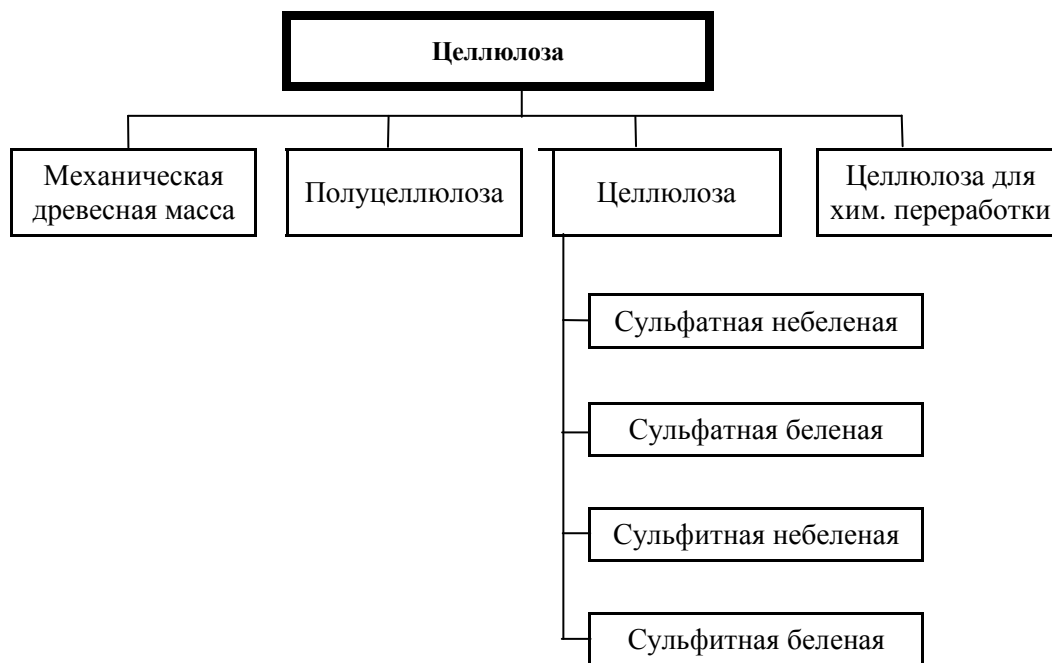 Целлюлоза
Механическая
древесная масса
Полуцеллюлоза
Целлюлоза
Целлюлоза для
хим. переработки
Сульфатная небеленая
Сульфатная беленая
Сульфитная небеленая
Сульфитная беленая